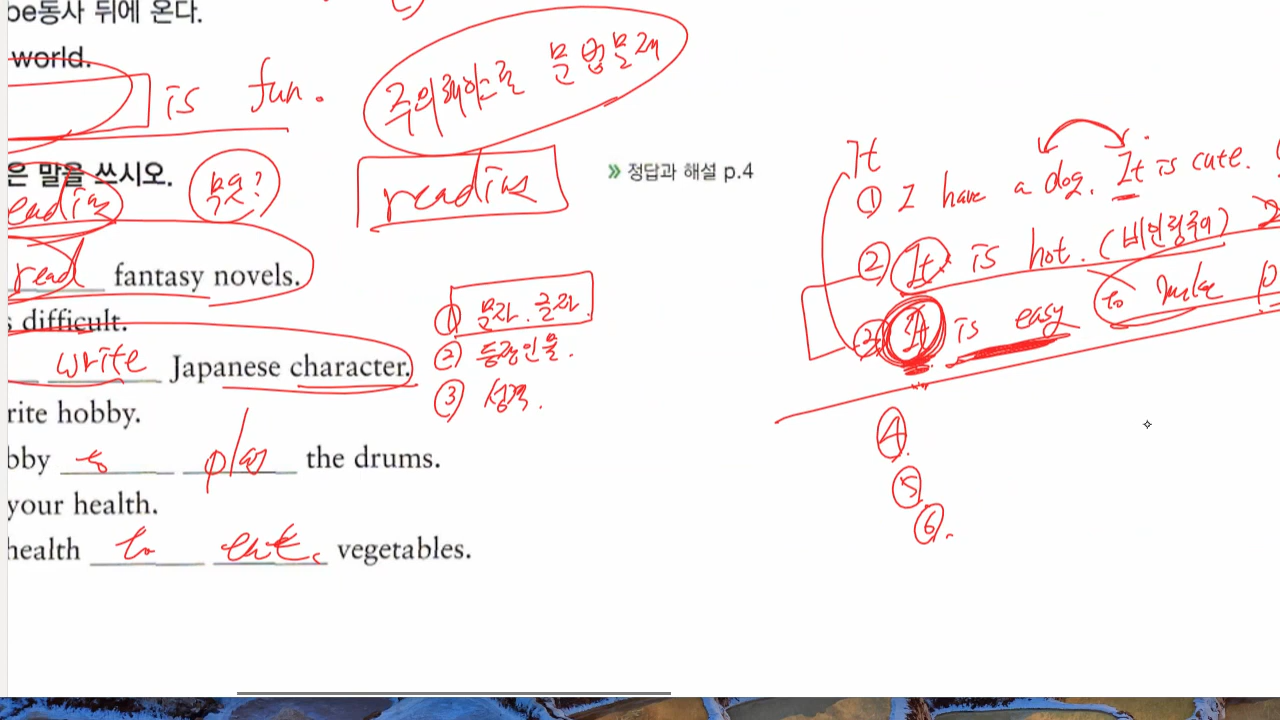 be동사 뒤에 온다.
world.
is fun.
주의해야 할 문법문제
은 말을 쓰시오.
무엇?
reading
정답과 해설 p.4
read fantasy novels.
difficult.
write Japanese character.
① 문자. 글자.
② 등장인물.
③ 성격.
rite hobby.
bby to play the drums.
your health.
health to eat vegetables.
It
① I have a dog. It is cute.
② It is hot. (비인칭주어)
③ It is easy to make
④.
⑤
⑥.